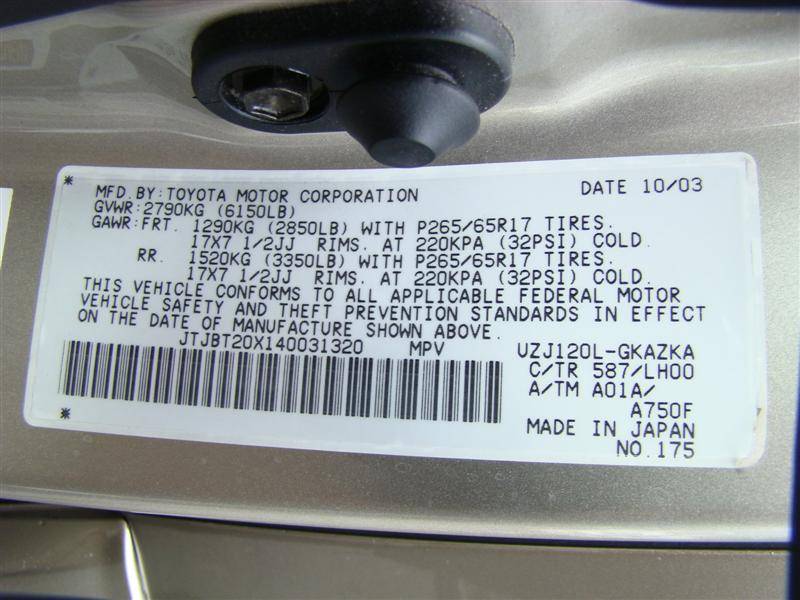 * MFD. BY: TOYOTA MOTOR CORPORATION DATE 10/03
GVWR: 2790KG (6150LB)
GAWR: FRT. 1290KG (2850LB) WITH P265/65R17 TIRES.
17X7 1/2JJ RIMS. AT 220KPA (32PSI) COLD.
RR. 1520KG (3350LB) WITH P265/65R17 TIRES.
17X7 1/2JJ RIMS. AT 220KPA (32PSI) COLD.
THIS VEHICLE CONFORMS TO ALL APPLICABLE FEDERAL MOTOR
VEHICLE SAFETY AND THEFT PREVENTION STANDARDS IN EFFECT
ON THE DATE OF MANUFACTURE SHOWN ABOVE.
JTJBT20X140031320 MPV UZJ120L-GKAZKA
C/TR 587/LH00
A/TM A01A/
* A750F
MADE IN JAPAN
NO. 175